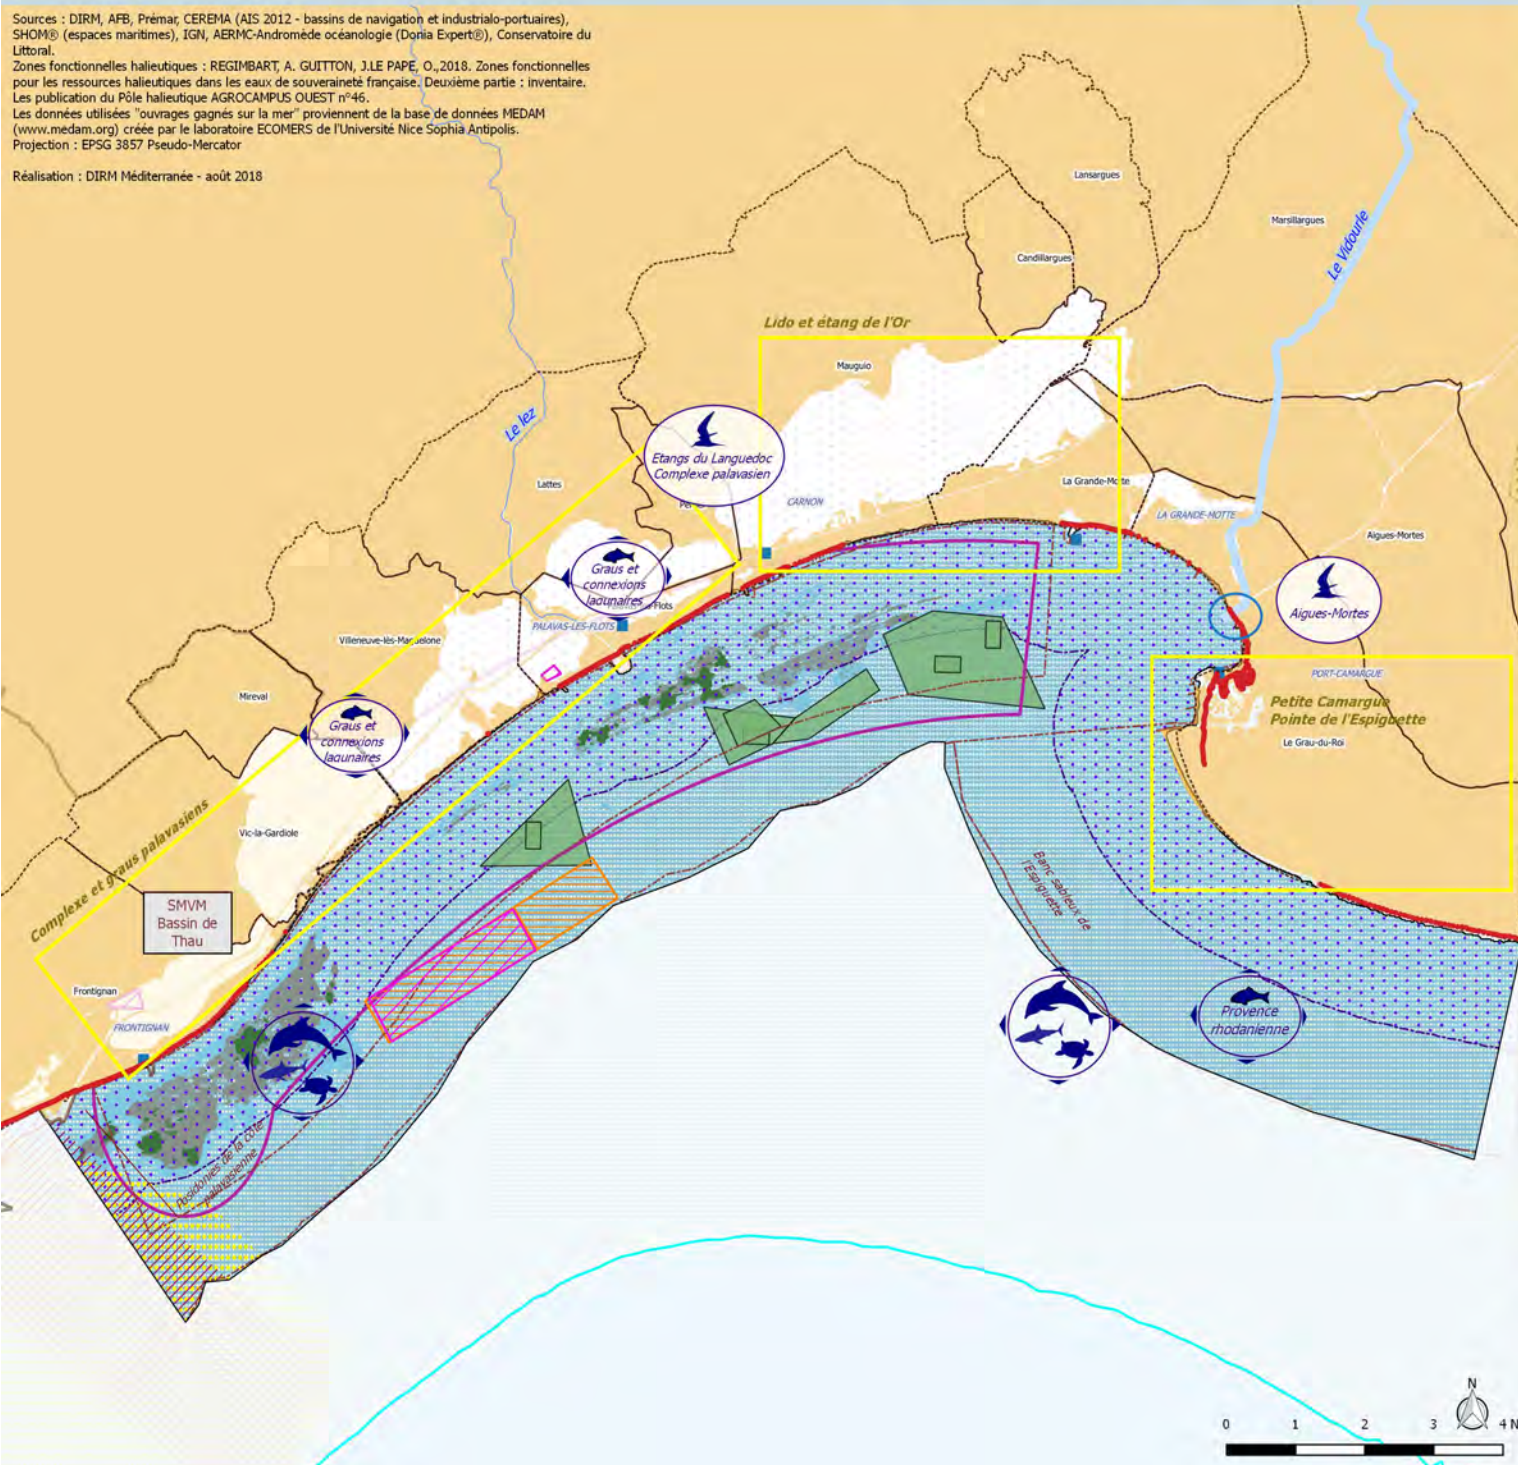 Sources : DIRM, AFB, Prémar, CEREMA (AIS 2012 - bassins de navigation et industrialo-portuaires),
SHOM® (espaces maritimes), IGN, AERMC-Andromède océanologie (Donia Expert®), Conservatoire du
Littoral.
Zones fonctionnelles halieutiques : REGIMBART, A. GUITTON, J.LE PAPE, O.,2018. Zones fonctionnelles
pour les ressources halieutiques dans les eaux de souveraineté française. Deuxième partie : inventaire.
Les publication du Pôle halieutique AGROCAMPUS OUEST n°46.
Les données utilisées "ouvrages gagnés sur la mer" proviennent de la base de données MEDAM
(www.medam.org) créée par le laboratoire ECOMERS de l'Université Nice Sophia Antipolis.
Projection : EPSG 3857 Pseudo-Mercator
Réalisation : DIRM Méditerranée - août 2018
Lansargues
Marsillargues
Le Vidourle
Candillargues
Lido et étang de l'Or
Mauguio
Le lez
Etangs du Languedoc
Complexe palavasien
Lattes
La Grande-Motte
CARNON
LA GRANDE-MOTTE
Aigues-Mortes
Graus et
connexions
lagunaires
Aigues-Mortes
PALAVAS-LES-FLOTS
Villeneuve-lès-Maguelone
PORT-CAMARGUE
Mireval
Petite Camargue
Pointe de l'Espiguette
Graus et
connexions
lagunaires
Le Grau-du-Roi
Vic-la-Gardiole
Complexe et graus palavasiens
Banc sableux de
l'Espiguette
SMVM
Bassin de
Thau
Frontignan
FRONTIGNAN
Provence
rhodanienne
Posidonies de la côte
palavasienne
N
0 1 2 3 4 N